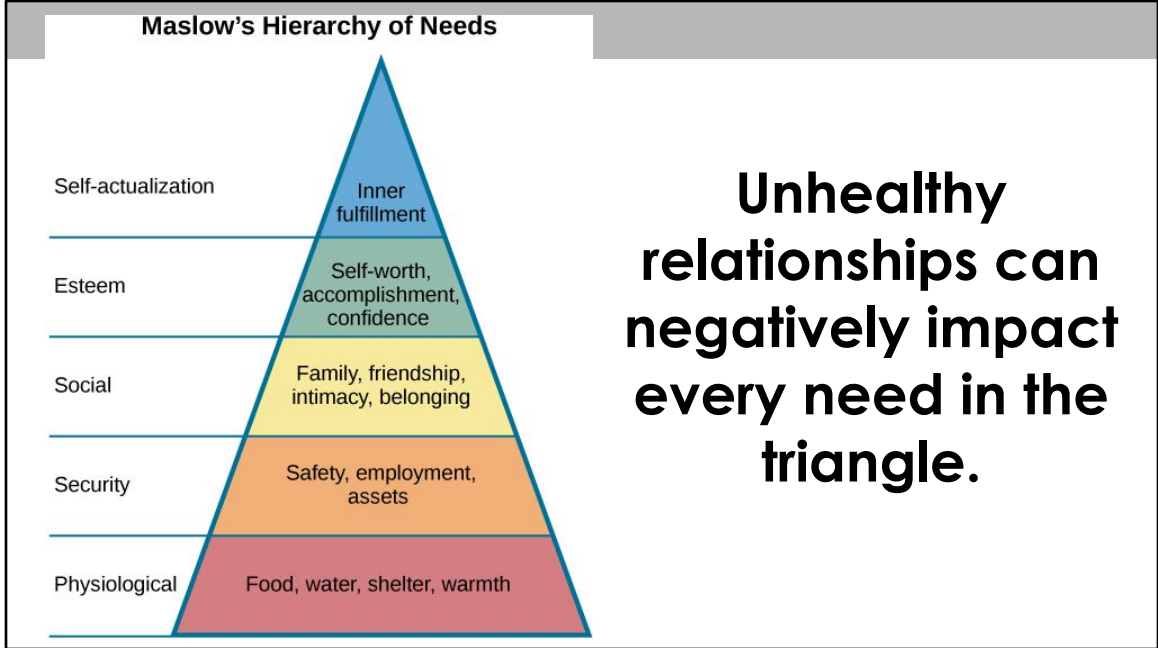 Maslow's Hierarchy of Needs
Self-actualization
Inner
fulfillment
Esteem
Self-worth,
accomplishment,
confidence
Social
Family, friendship,
intimacy, belonging
Security
Safety, employment,
assets
Physiological
Food, water, shelter, warmth
Unhealthy
relationships can
negatively impact
every need in the
triangle.